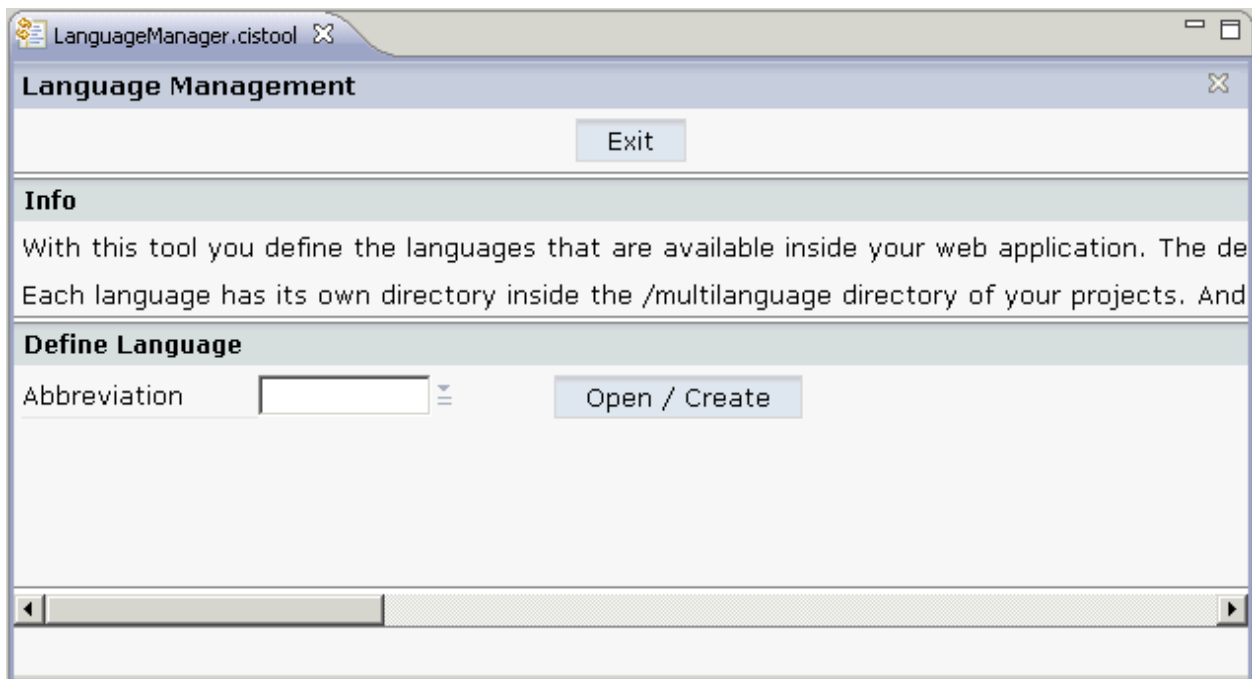 LanguageManager.cistool
Language Management
Exit
Info
With this tool you define the languages that are available inside your web application. The de
Each language has its own directory inside the /multilanguage directory of your projects. And
Define Language
Abbreviation Open / Create